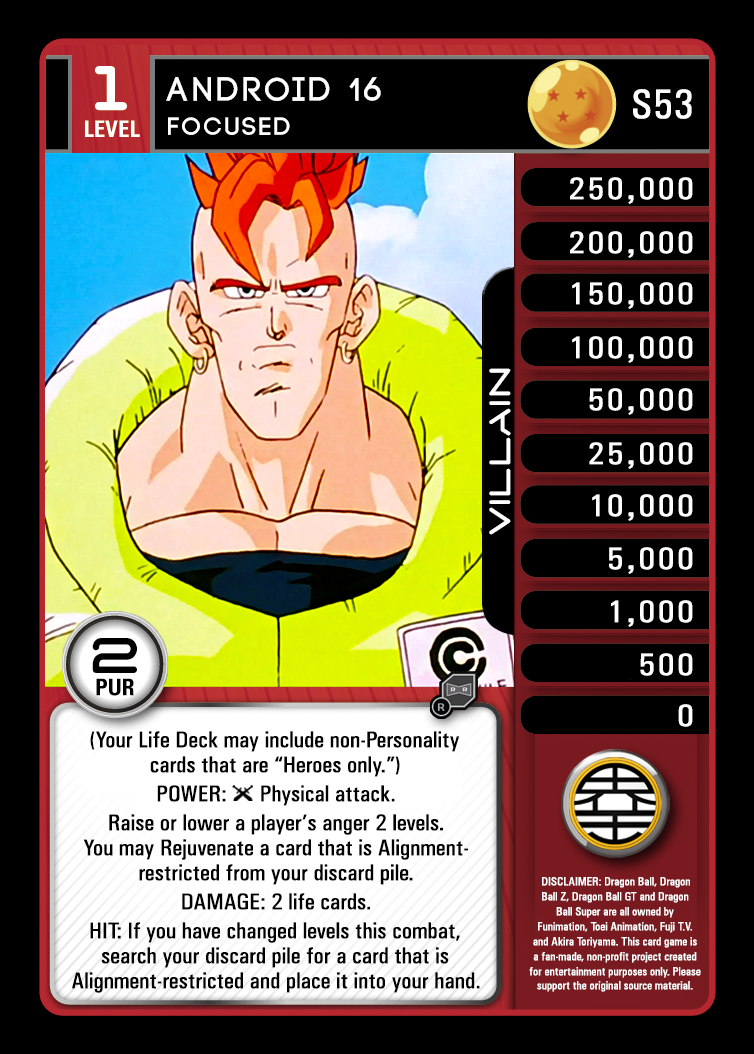 1
LEVEL
ANDROID 16
FOCUSED
S53
250,000
200,000
150,000
100,000
50,000
25,000
10,000
5,000
1,000
500
0
VILLAIN
C
RR
R
2
PUR
(Your Life Deck may include non-Personality
cards that are “Heroes only.”)
POWER: Physical attack.
Raise or lower a player's anger 2 levels.
You may Rejuvenate a card that is Alignment-
restricted from your discard pile.
DAMAGE: 2 life cards.
HIT: If you have changed levels this combat,
search your discard pile for a card that is
Alignment-restricted and place it into your hand.
DISCLAIMER: Dragon Ball, Dragon
Ball Z, Dragon Ball GT and Dragon
Ball Super are all owned by
Funimation, Toei Animation, Fuji T.V.
and Akira Toriyama. This card game is
a fan-made, non-profit project created
for entertainment purposes only. Please
support the original source material.